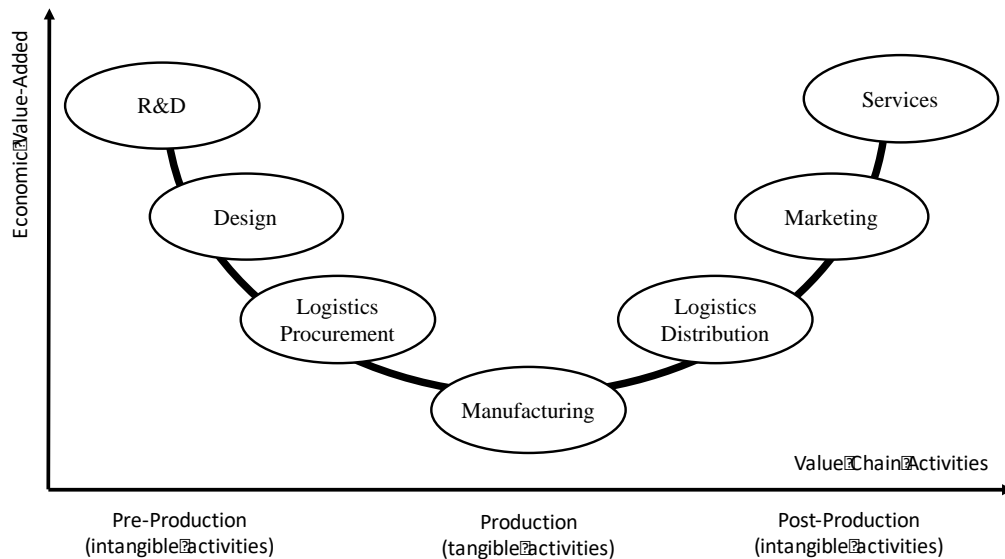 Economic Value-Added
R&D
Services
Design
Marketing
Logistics
Procurement
Logistics
Distribution
Manufacturing
Value Chain Activities
Pre-Production
(intangible activities)
Production
(tangible activities)
Post-Production
(intangible activities)